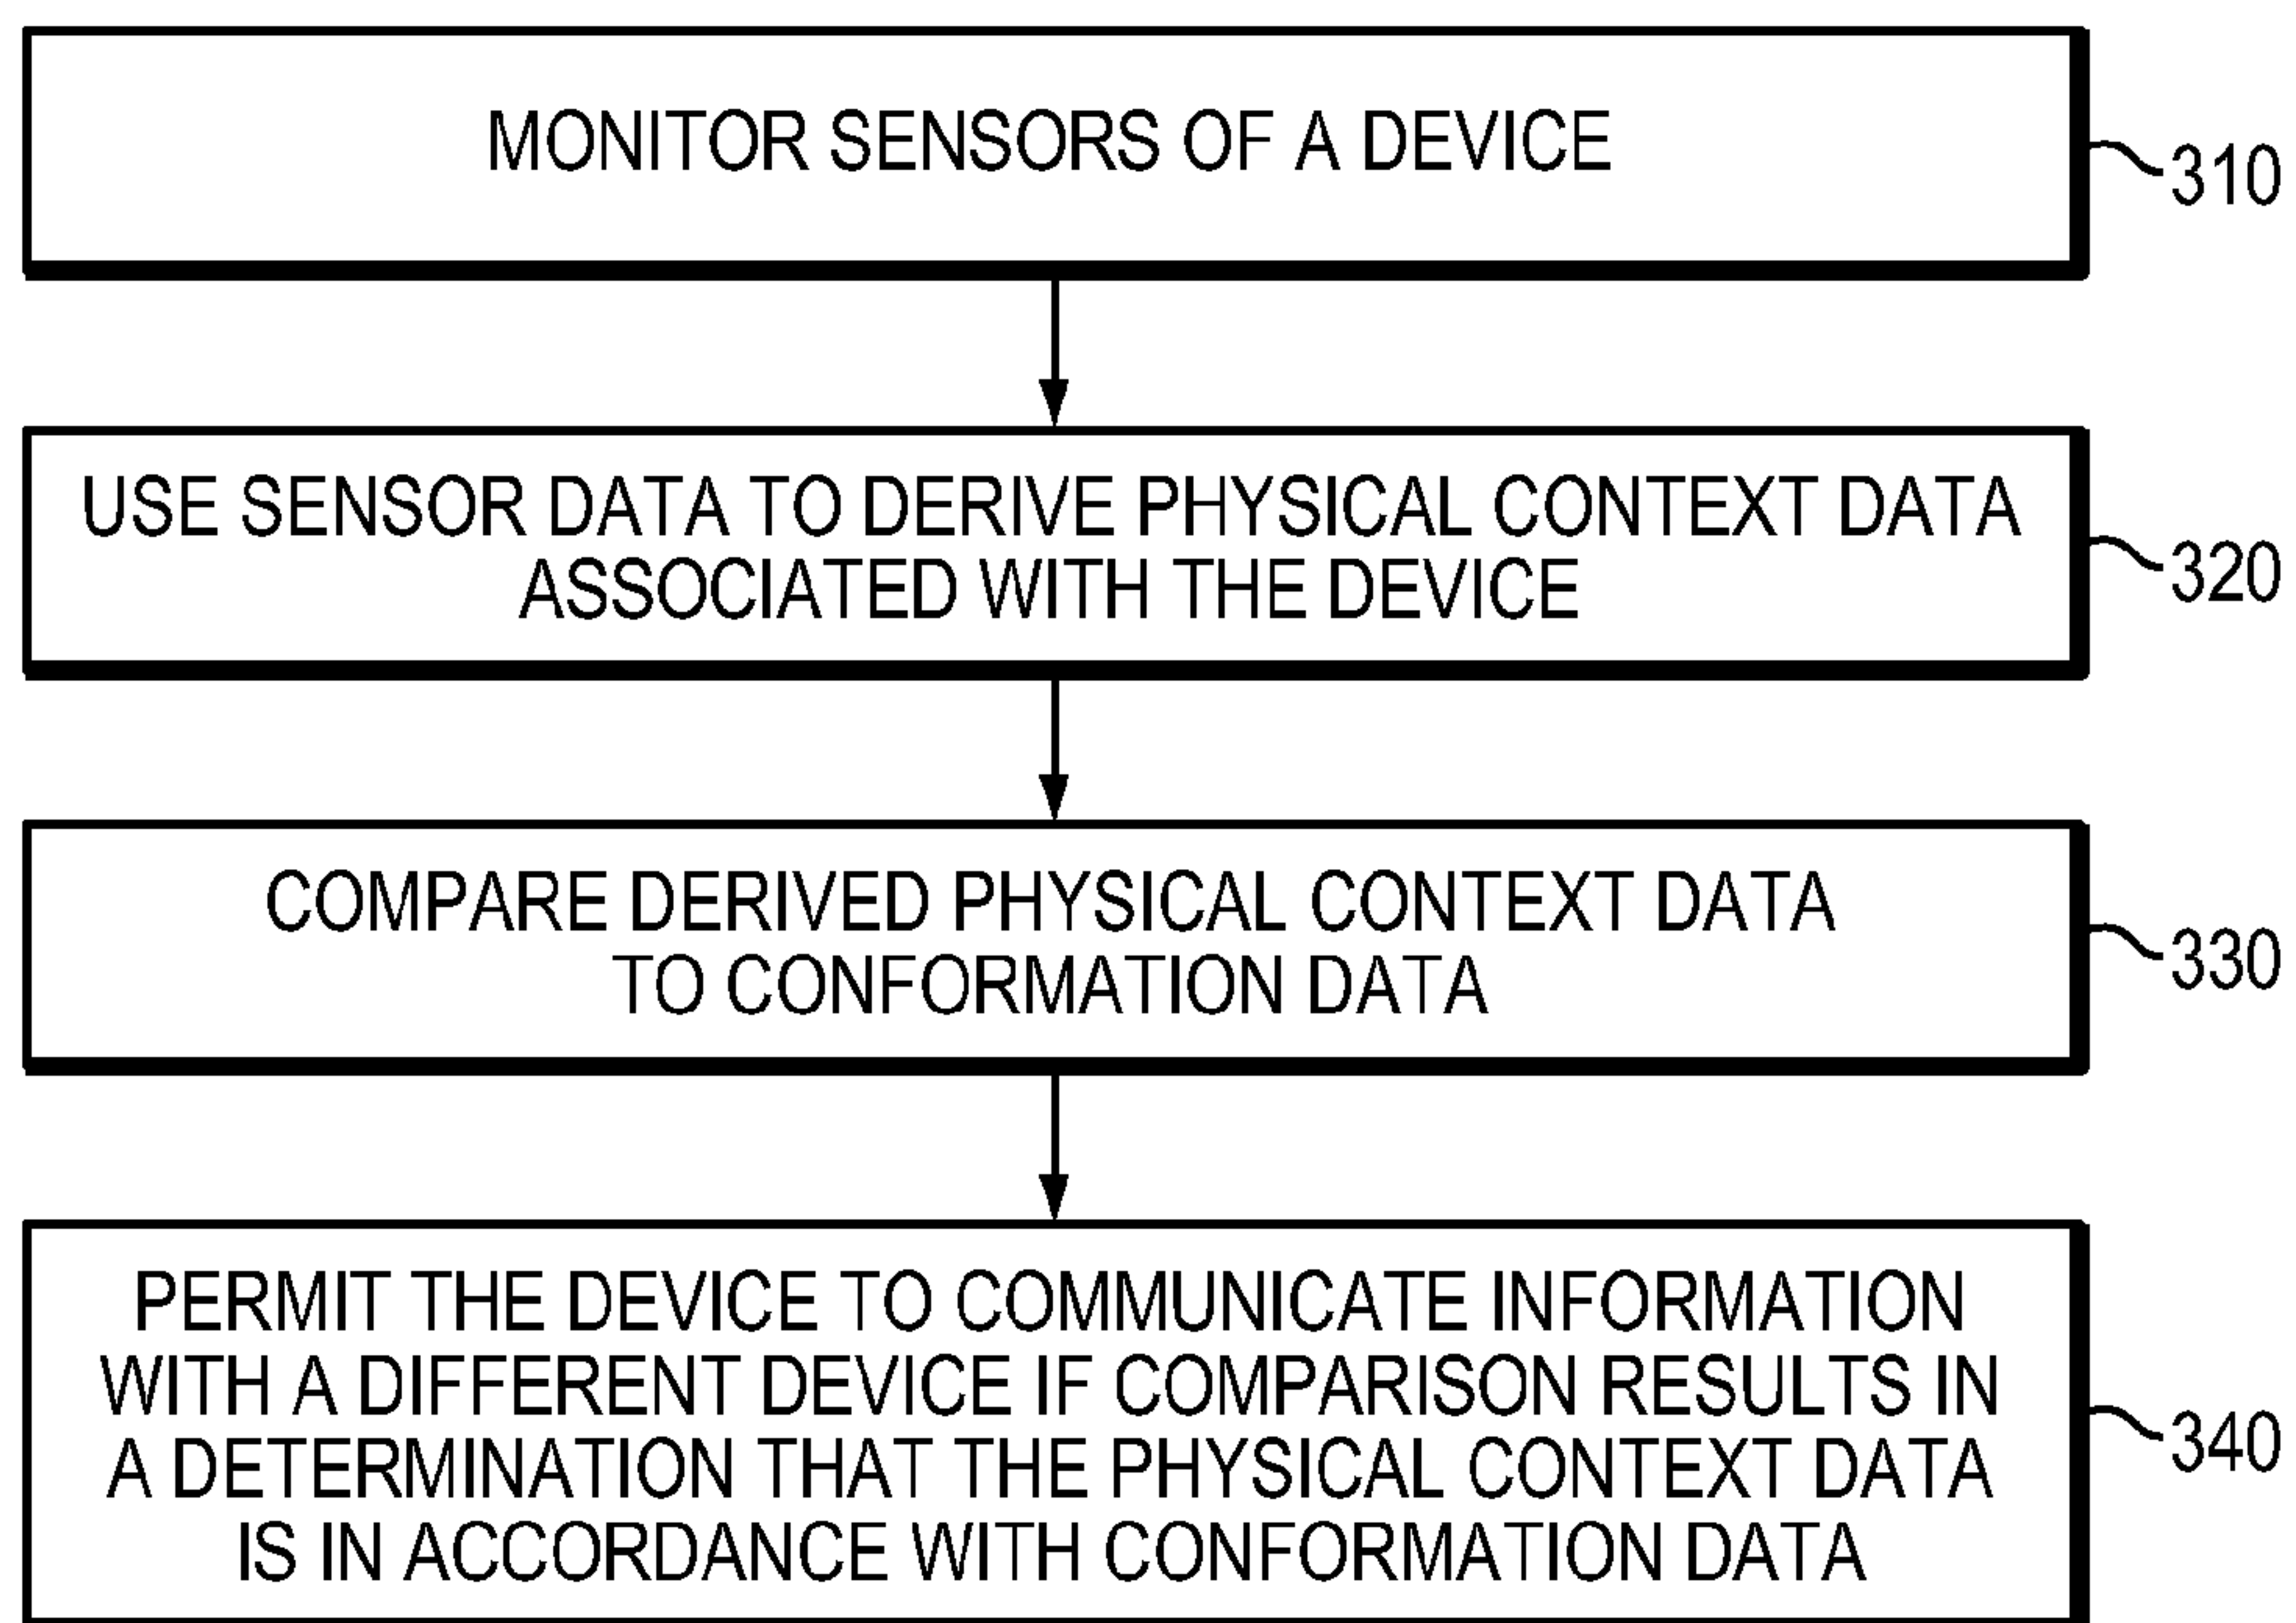 MONITOR SENSORS OF A DEVICE
310
USE SENSOR DATA TO DERIVE PHYSICAL CONTEXT DATA
ASSOCIATED WITH THE DEVICE
320
COMPARE DERIVED PHYSICAL CONTEXT DATA
TO CONFORMATION DATA
330
PERMIT THE DEVICE TO COMMUNICATE INFORMATION
WITH A DIFFERENT DEVICE IF COMPARISON RESULTS IN
A DETERMINATION THAT THE PHYSICAL CONTEXT DATA
IS IN ACCORDANCE WITH CONFORMATION DATA
340